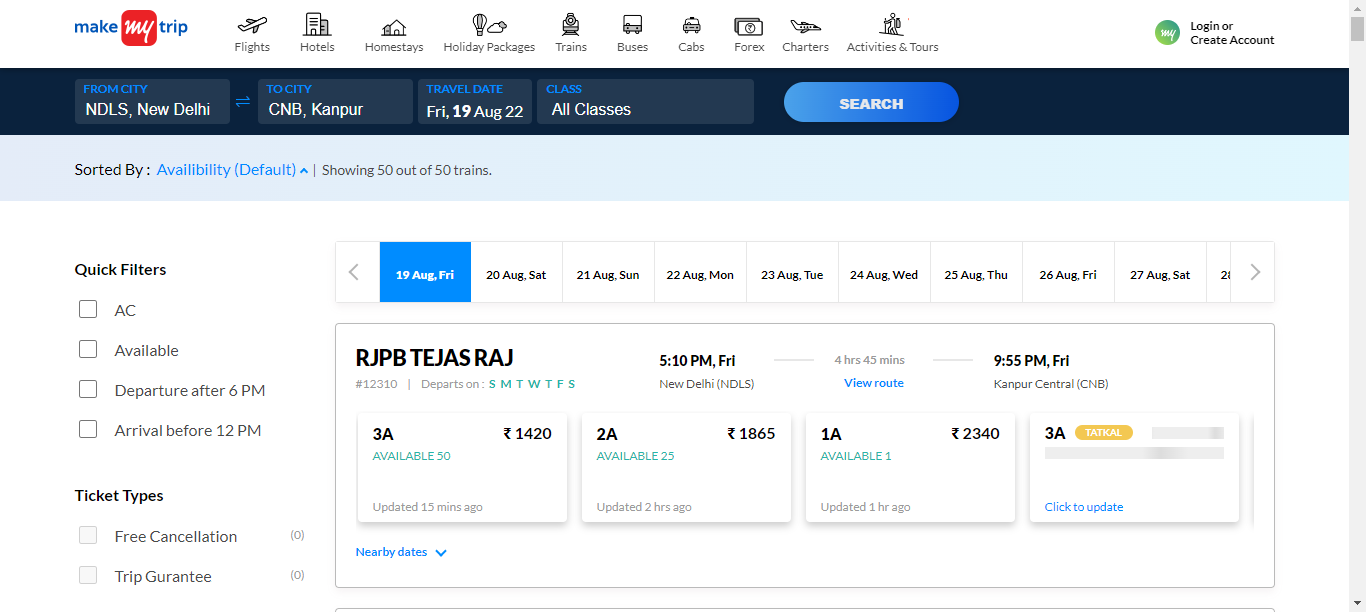 make my trip
Flights
Hotels
Homestays
Holiday Packages
Trains
Buses
Cabs
Forex
Charters
Activities & Tours
my
Login or
Create Account
FROM CITY
NDLS, New Delhi
TO CITY
CNB, Kanpur
TRAVEL DATE
Fri, 19 Aug 22
CLASS
All Classes
SEARCH
Sorted By : Availibility (Default) | Showing 50 out of 50 trains.
Quick Filters
AC
Available
Departure after 6 PM
Arrival before 12 PM
Ticket Types
Free Cancellation (0)
Trip Gurantee (0)
19 Aug, Fri
20 Aug, Sat
21 Aug, Sun
22 Aug, Mon
23 Aug, Tue
24 Aug, Wed
25 Aug, Thu
26 Aug, Fri
27 Aug, Sat
RJPB TEJAS RAJ
#12310 | Departs on : S M T W T F S
5:10 PM, Fri
New Delhi (NDLS)
4 hrs 45 mins
View route
9:55 PM, Fri
Kanpur Central (CNB)
3A ₹ 1420
AVAILABLE 50
Updated 15 mins ago
2A ₹ 1865
AVAILABLE 25
Updated 2 hrs ago
1A ₹ 2340
AVAILABLE 1
Updated 1 hr ago
3A TATKAL
Click to update
Nearby dates